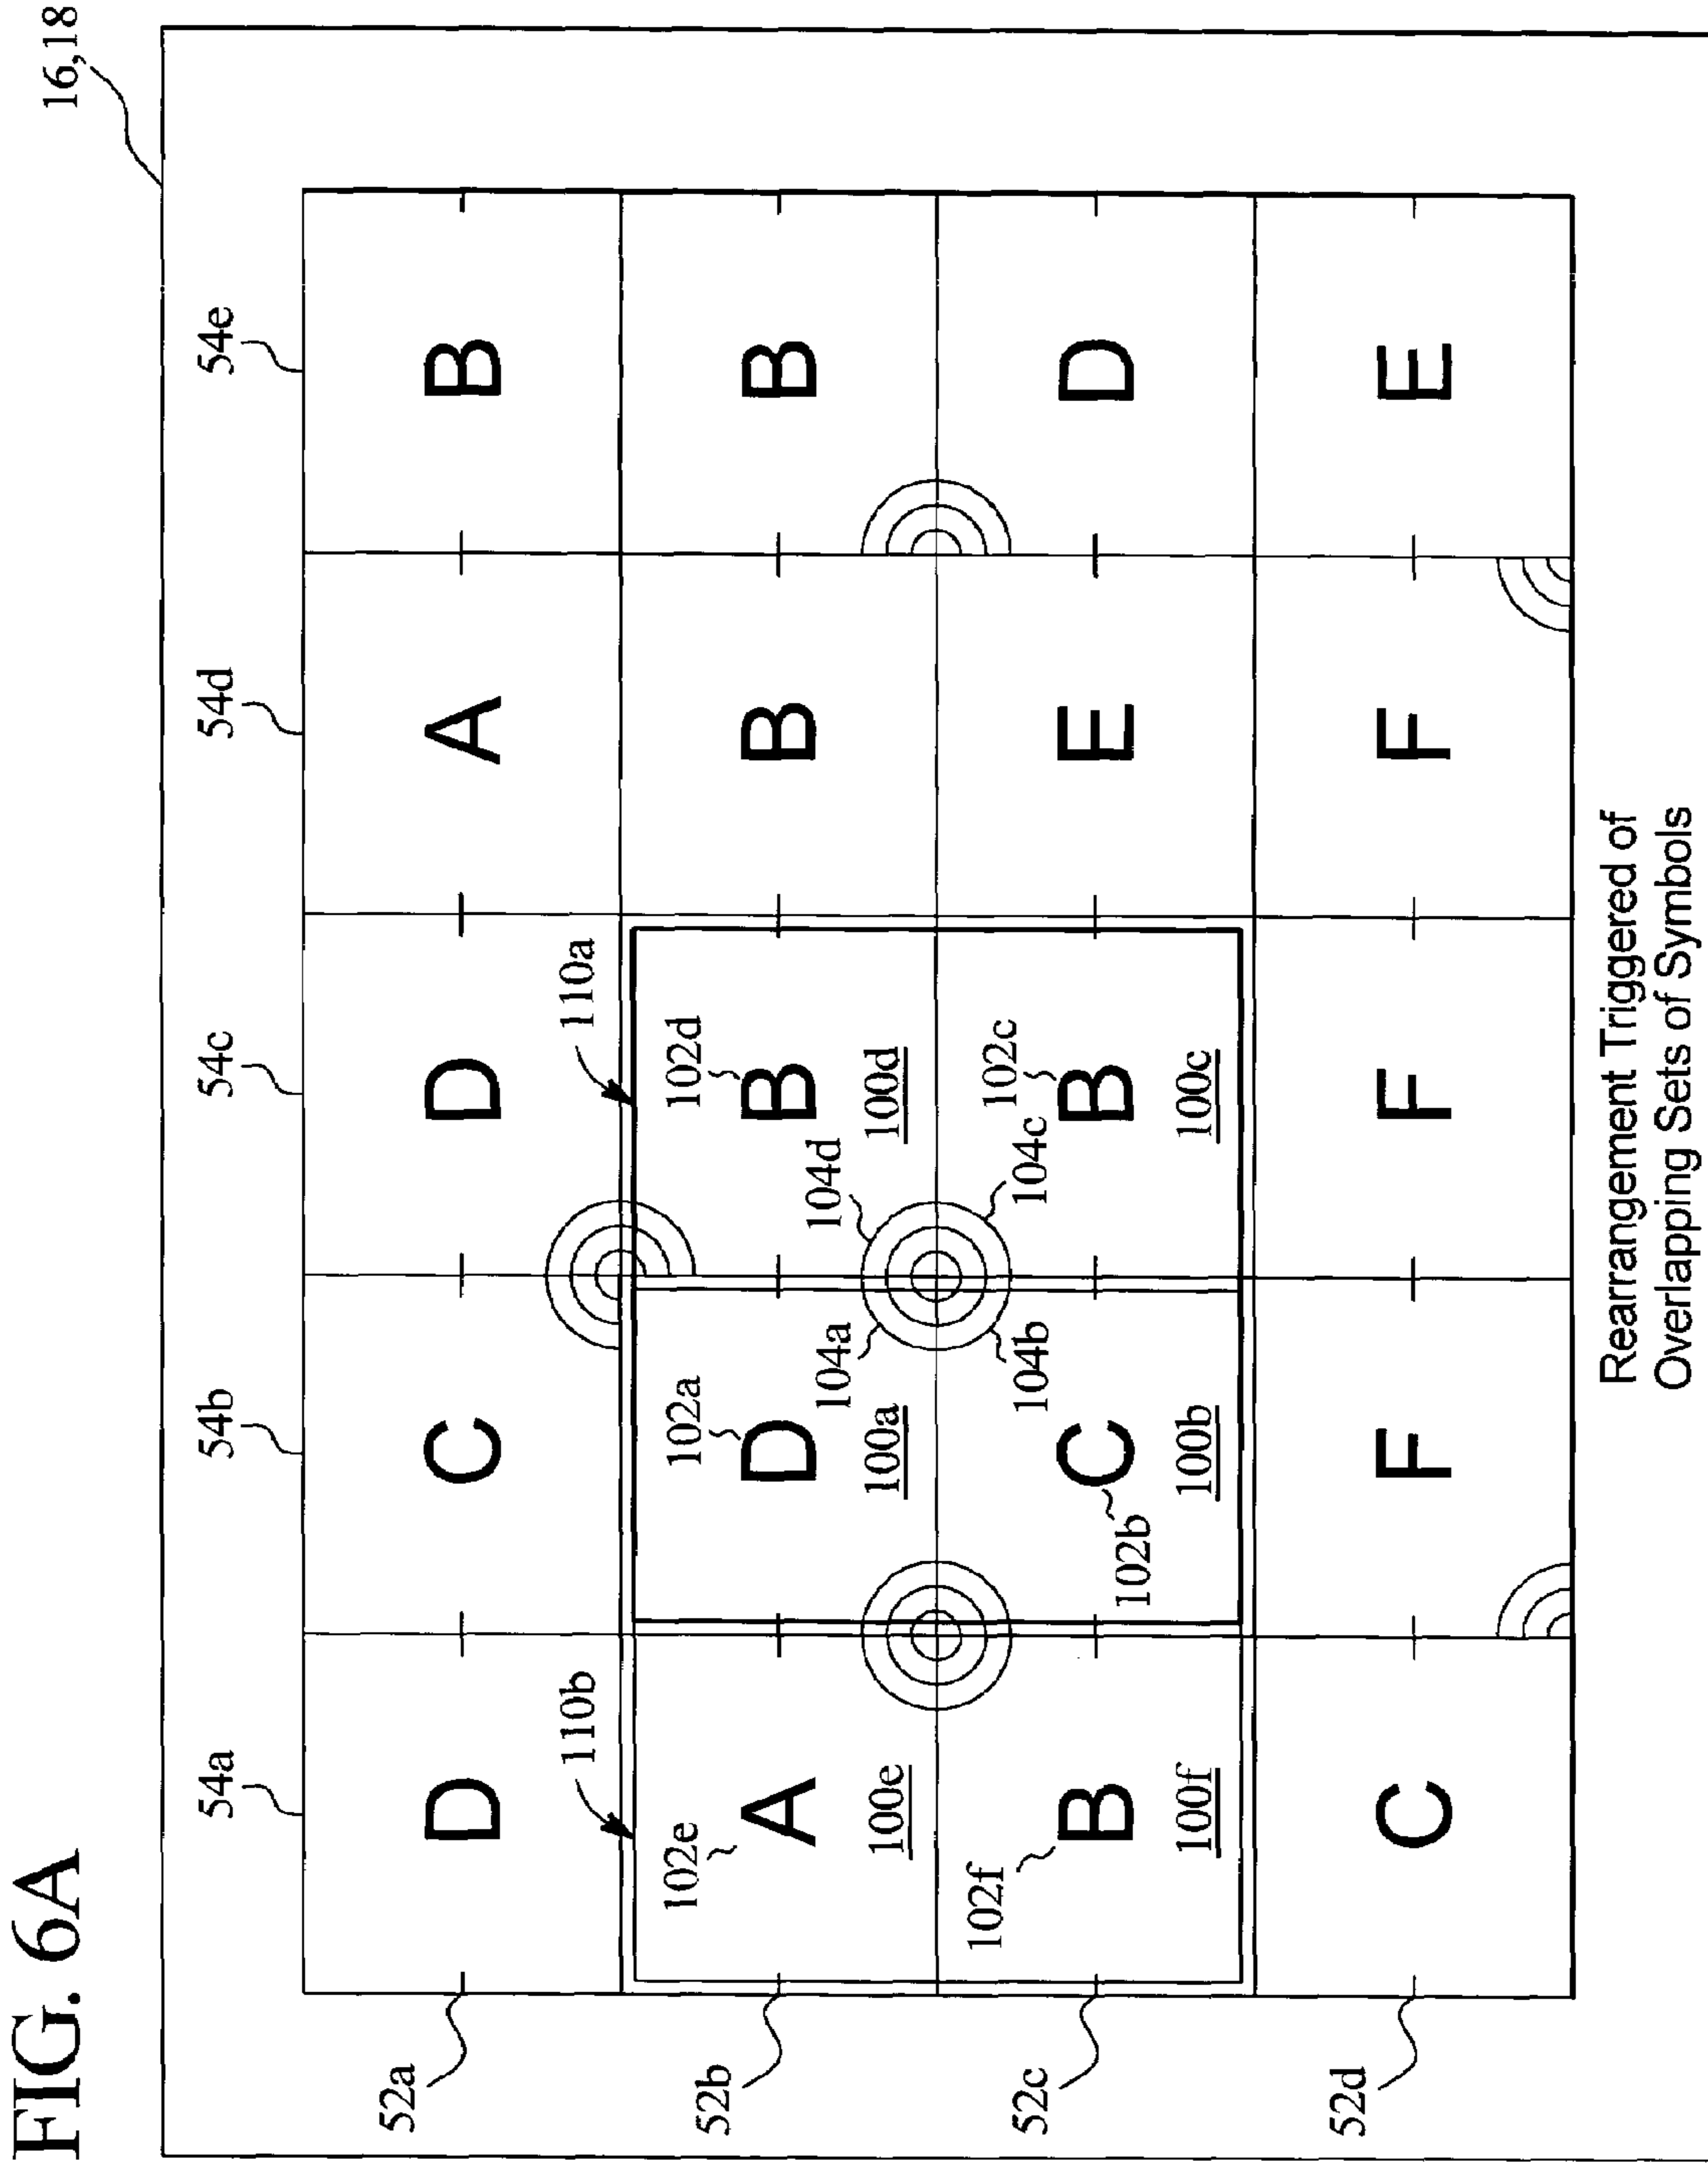 FIG. 6A
16,18
54a 54b 54c 54d 54e
52a D C D A B
110b 110a
102e 102a 102d
52b A D B B B
104a 104d
100e 100a 100d
102f 104b 104c 102c
52c B C B E D
102b
100f 100b 100c
52d C F F F E
Rearrangement Triggered of
Overlapping Sets of Symbols